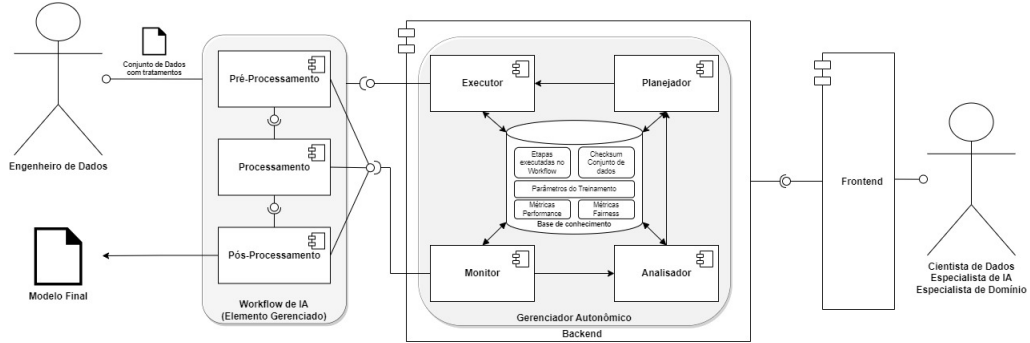 Engenheiro de Dados
Conjunto de Dados
com tratamentos
Modelo Final
Pré-Processamento
Processamento
Pós-Processamento
Workflow de IA
(Elemento Gerenciado)
Executor
Planejador
Etapas
executadas no
Workflow
Checksum
Conjunto de
dados
Parâmetros do Treinamento
Métricas
Performance
Métricas
Fairness
Base de conhecimento
Monitor
Analisador
Gerenciador Autonômico
Backend
Frontend
Cientista de Dados
Especialista de IA
Especialista de Domínio